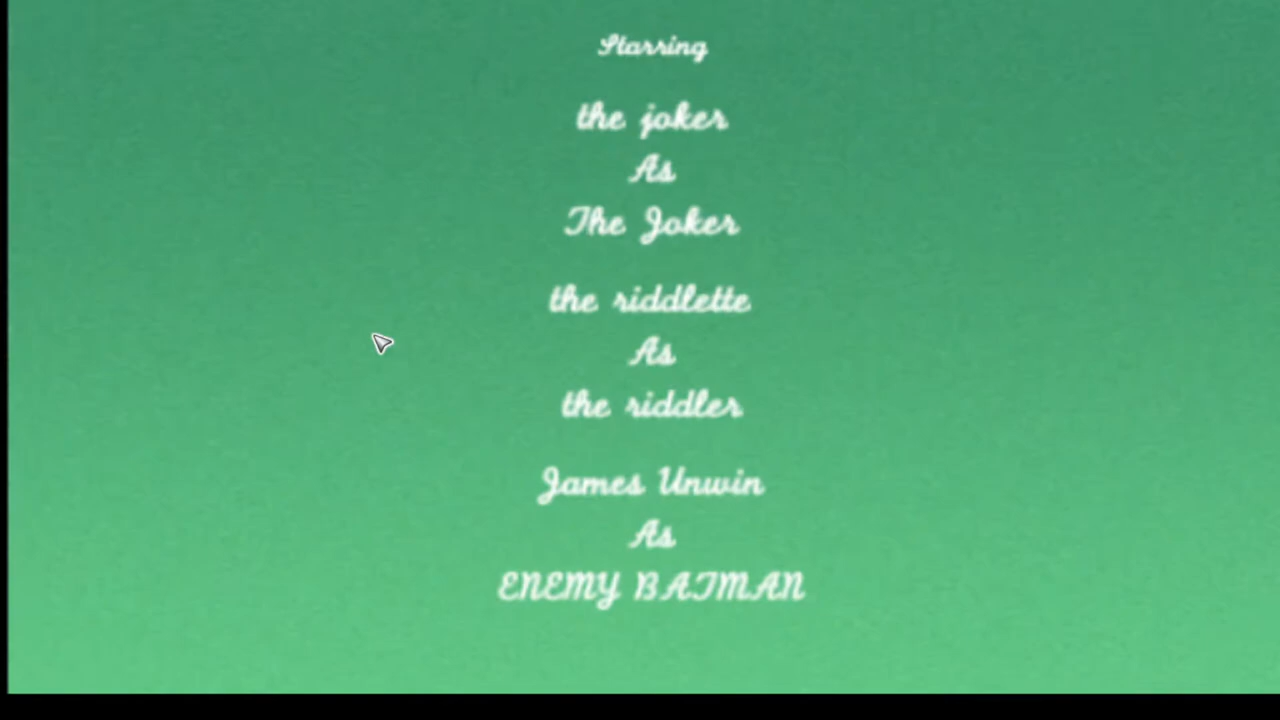 Starring
the joker
As
The Joker
the riddlette
As
the riddler
James Unwin
As
ENEMY BATMAN